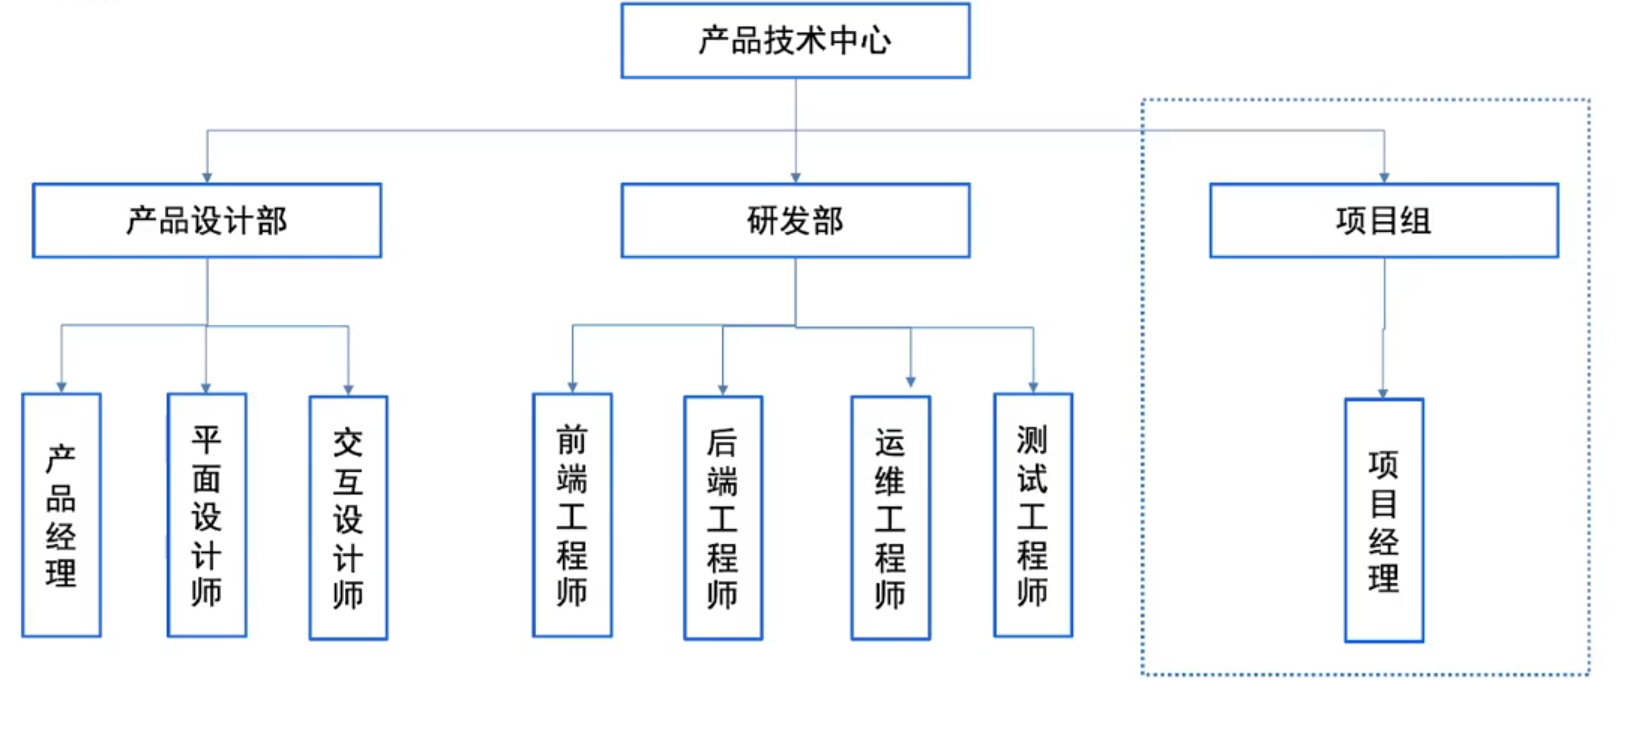 产品技术中心
产品设计部
研发部
项目组
产品经理
平面设计师
交互设计师
前端工程师
后端工程师
运维工程师
测试工程师
项目经理